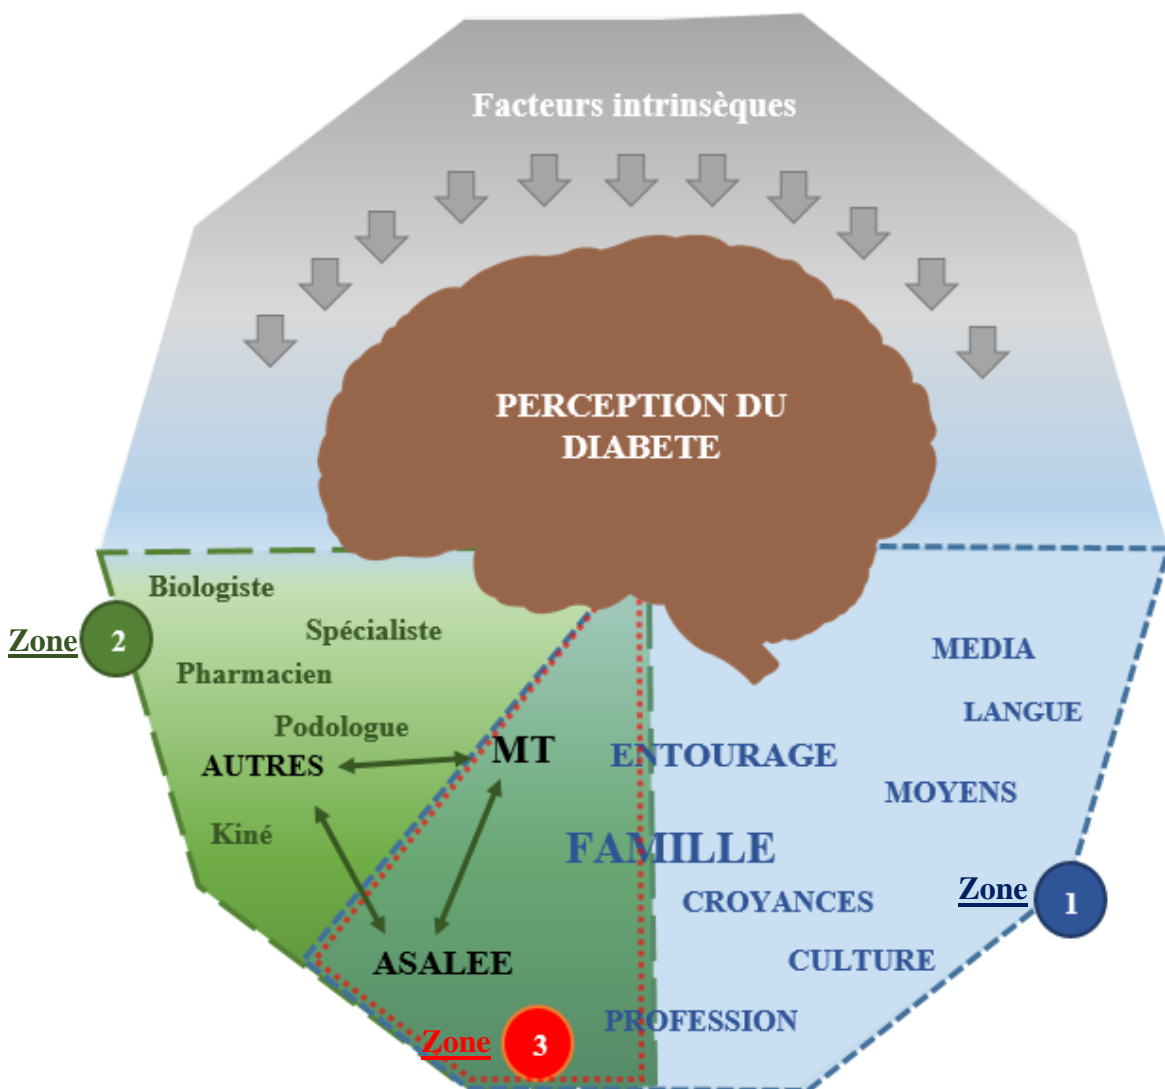 Facteurs intrinsèques
PERCEPTION DU
DIABETE
Biologiste
Spécialiste
Zone 2
Pharmacien
Podologue
AUTRES
MT
Kiné
ASALEE
Zone 3
MEDIA
LANGUE
ENTOURAGE
MOYENS
FAMILLE
Zone 1
CROYANCES
CULTURE
PROFESSION